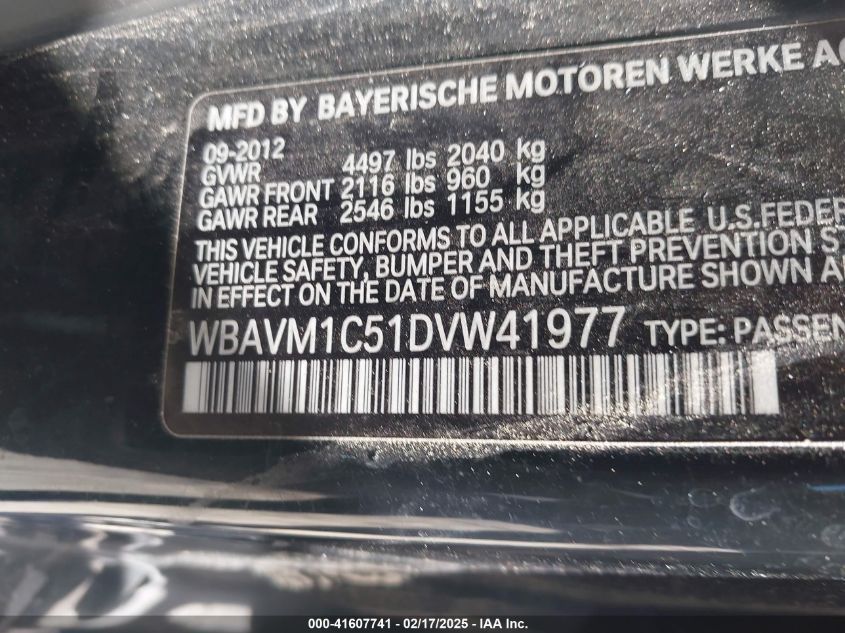 MFD BY BAYERISCHE MOTOREN WERKE AG
09-2012
GVWR 4497 lbs 2040 kg
GAWR FRONT 2116 lbs 960 kg
GAWR REAR 2546 lbs 1155 kg
THIS VEHICLE CONFORMS TO ALL APPLICABLE U.S.FEDER
VEHICLE SAFETY, BUMPER AND THEFT PREVENTION ST
IN EFFECT ON THE DATE OF MANUFACTURE SHOWN A
WBAVM1C51DVW41977 TYPE: PASSEN
000-41607741 - 02/17/2025 - IAA Inc.